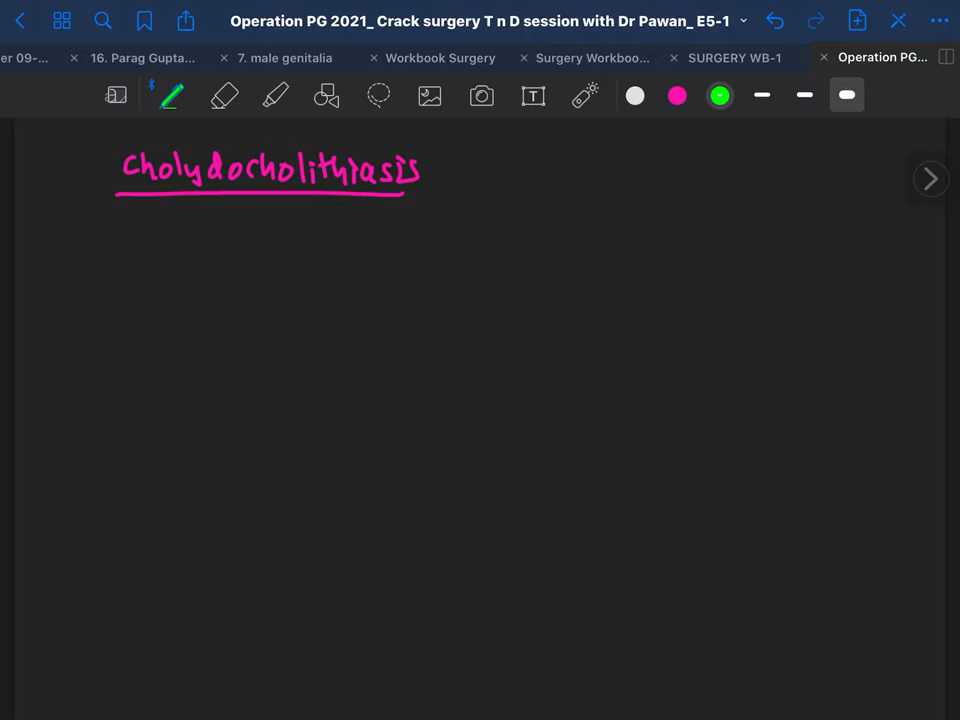 Operation PG 2021_ Crack surgery T n D session with Dr Pawan_ E5-1
er 09-...
16. Parag Gupta...
7. male genitalia
Workbook Surgery
Surgery Workboo...
SURGERY WB-1
Operation PG...
T
Cholydocholithiasis